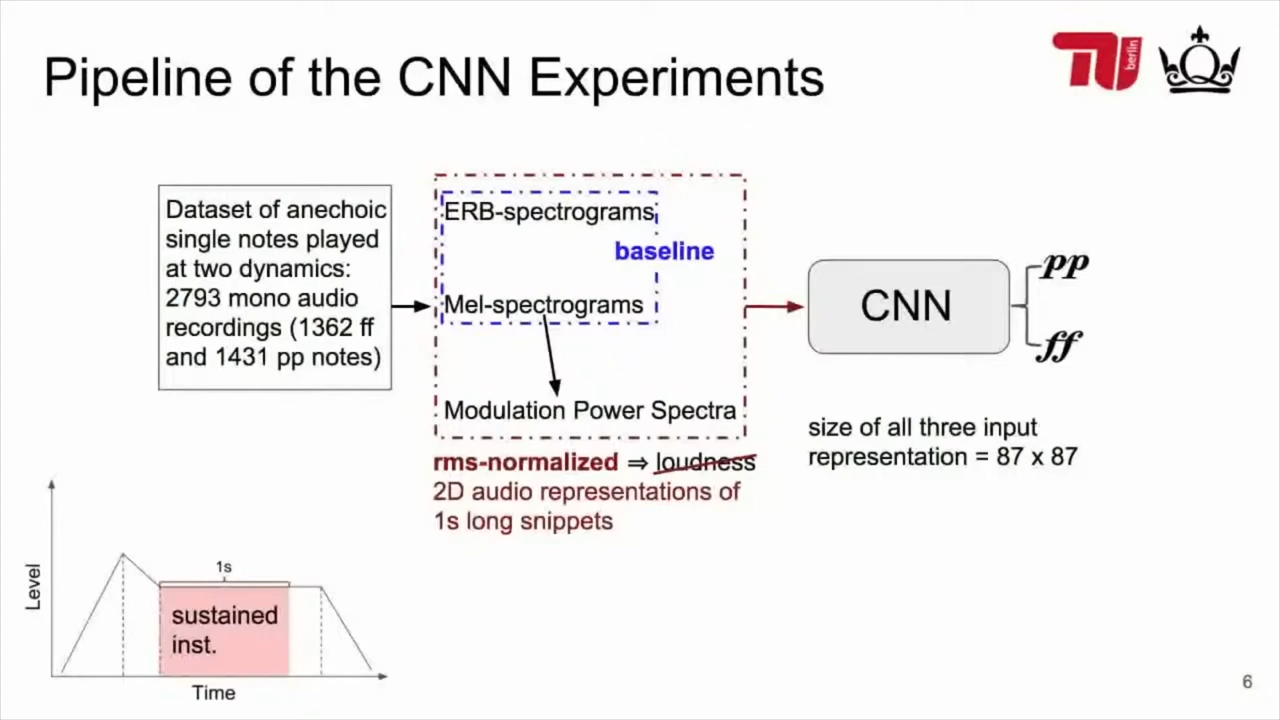 Pipeline of the CNN Experiments
berlin
Q
Dataset of anechoic
single notes played
at two dynamics:
2793 mono audio
recordings (1362 ff
and 1431 pp notes)
ERB-spectrograms
baseline
Mel-spectrograms
Modulation Power Spectra
rms-normalized ⇒ loudness
2D audio representations of
1s long snippets
CNN
pp
ff
size of all three input
representation = 87 x 87
Level
1s
sustained
inst.
Time
6